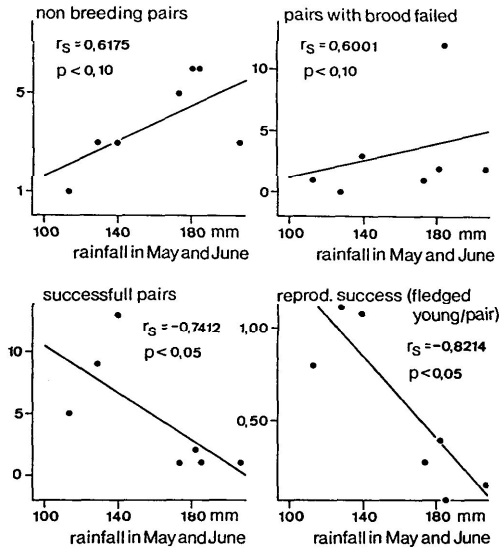 non breeding pairs
rS=0,6175
p<0,10
5
1
100 140 180 mm
rainfall in May and June
pairs with brood failed
rS=0,6001
p<0,10
10
5
0
100 140 180 mm
rainfall in May and June
successfull pairs
rS=-0,7412
p<0,05
10
5
0
100 140 180 mm
rainfall in May and June
reprod. success (fledged
young/pair)
rS=-0,8214
p<0,05
1,00
0,50
100 140 180 mm
rainfall in May and June